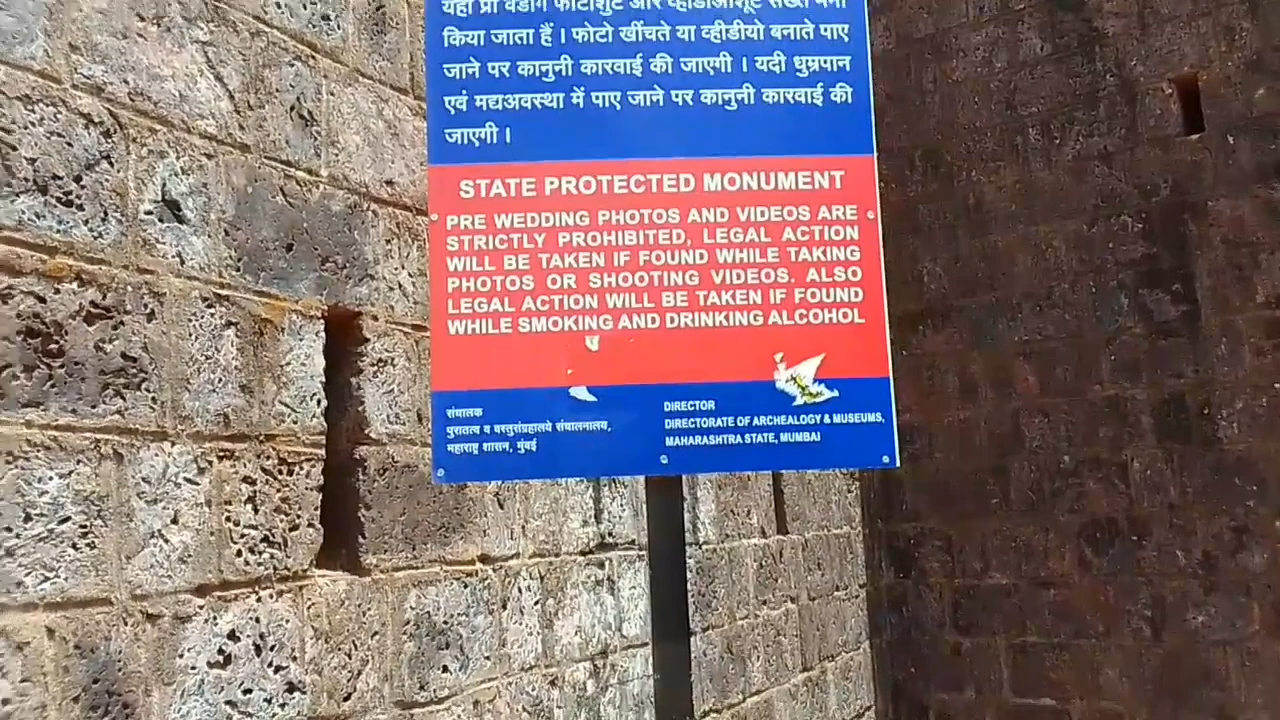 यहाँ प्री वेडींग फोटोशुट और व्हीडीओशूट सख्त मना
किया जाता हैं । फोटो खींचते या व्हीडीयो बनाते पाए
जाने पर कानुनी कारवाई की जाएगी । यदी धुम्रपान
एवं मद्यअवस्था में पाए जाने पर कानुनी कारवाई की
जाएगी ।
STATE PROTECTED MONUMENT
PRE WEDDING PHOTOS AND VIDEOS ARE
STRICTLY PROHIBITED, LEGAL ACTION
WILL BE TAKEN IF FOUND WHILE TAKING
PHOTOS OR SHOOTING VIDEOS. ALSO
LEGAL ACTION WILL BE TAKEN IF FOUND
WHILE SMOKING AND DRINKING ALCOHOL
संचालक
पुरातत्व व वस्तुसंग्रहालये संचालनालय,
महाराष्ट्र शासन, मुंबई
DIRECTOR
DIRECTORATE OF ARCHEALOGY & MUSEUMS,
MAHARASHTRA STATE, MUMBAI